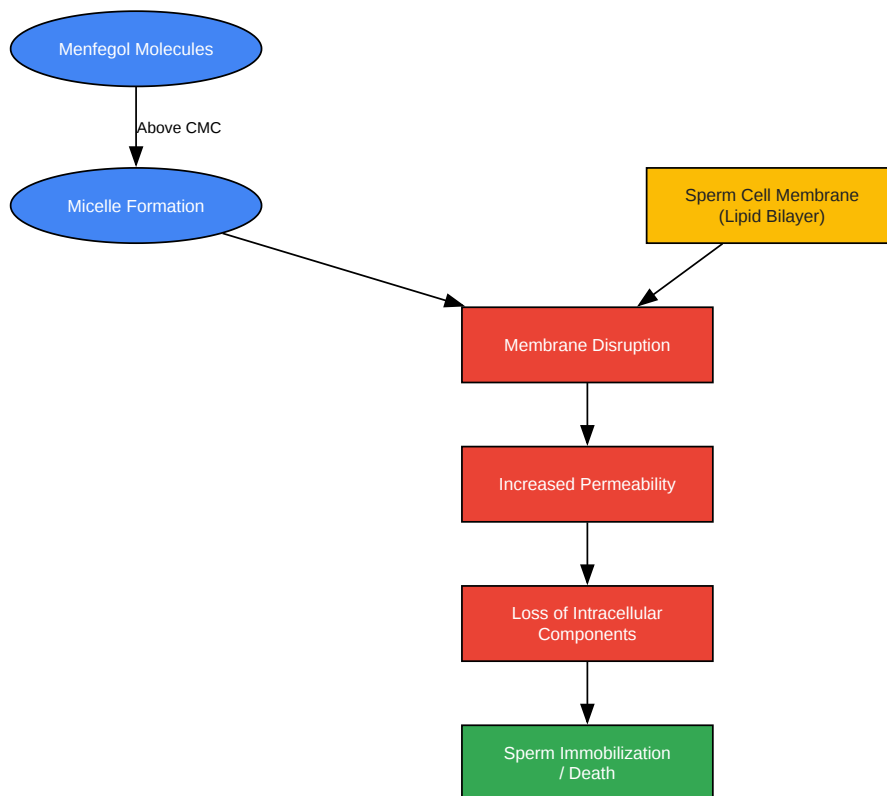 Menfegol Molecules
Above CMC
Micelle Formation
Sperm Cell Membrane
(Lipid Bilayer)
Membrane Disruption
Increased Permeability
Loss of Intracellular
Components
Sperm Immobilization
/ Death